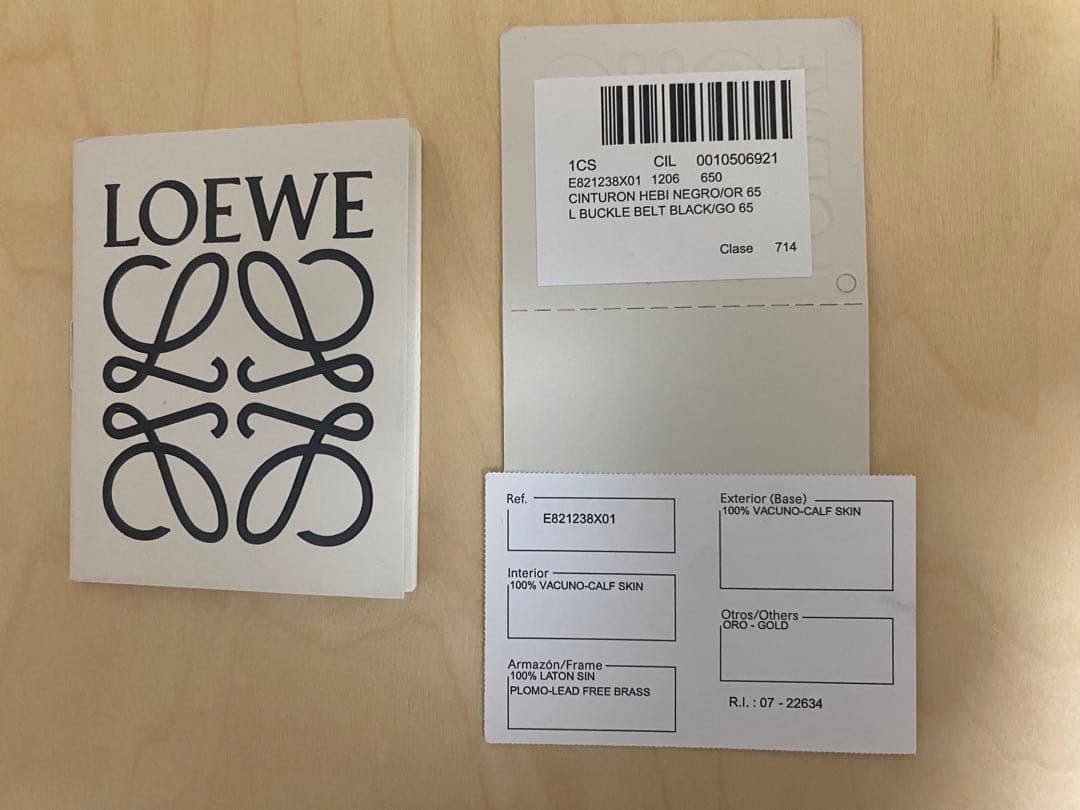 LOEWE
1CS CIL 0010506921
E821238X01 1206 650
CINTURON HEBI NEGRO/OR 65
L BUCKLE BELT BLACK/GO 65
Clase 714
Ref.
E821238X01
Interior
100% VACUNO-CALF SKIN
Armazón/Frame
100% LATON SIN
PLOMO-LEAD FREE BRASS
Exterior (Base)
100% VACUNO-CALF SKIN
Otros/Others
ORO - GOLD
R.I. : 07 - 22634